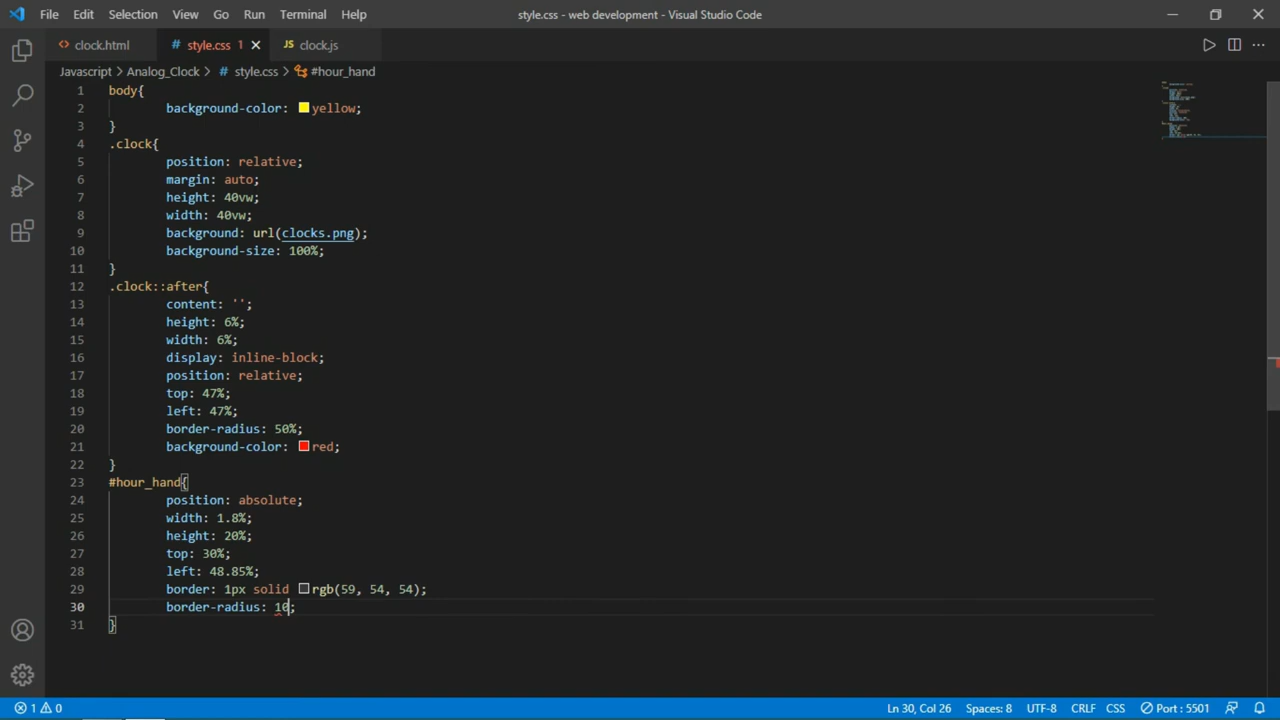 File Edit Selection View Go Run Terminal Help style.css - web development - Visual Studio Code
clock.html style.css 1 clock.js
Javascript > Analog_Clock > style.css > #hour_hand
1 body{
2 background-color: yellow;
3 }
4 .clock{
5 position: relative;
6 margin: auto;
7 height: 40vw;
8 width: 40vw;
9 background: url(clocks.png);
10 background-size: 100%;
11 }
12 .clock::after{
13 content: '';
14 height: 6%;
15 width: 6%;
16 display: inline-block;
17 position: relative;
18 top: 47%;
19 left: 47%;
20 border-radius: 50%;
21 background-color: red;
22 }
23 #hour_hand{
24 position: absolute;
25 width: 1.8%;
26 height: 20%;
27 top: 30%;
28 left: 48.85%;
29 border: 1px solid rgb(59, 54, 54);
30 border-radius: 10;
31 }
1 0 Ln 30, Col 26 Spaces: 8 UTF-8 CRLF CSS Port : 5501